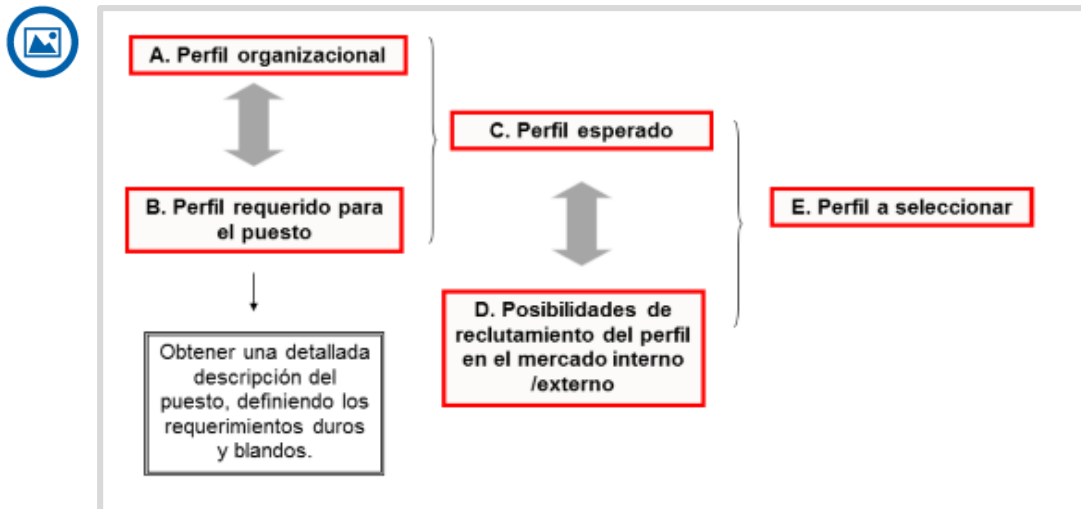 A. Perfil organizacional
B. Perfil requerido para
el puesto
Obtener una detallada
descripción del
puesto, definiendo los
requerimientos duros
y blandos.
C. Perfil esperado
D. Posibilidades de
reclutamiento del perfil
en el mercado interno
/externo
E. Perfil a seleccionar